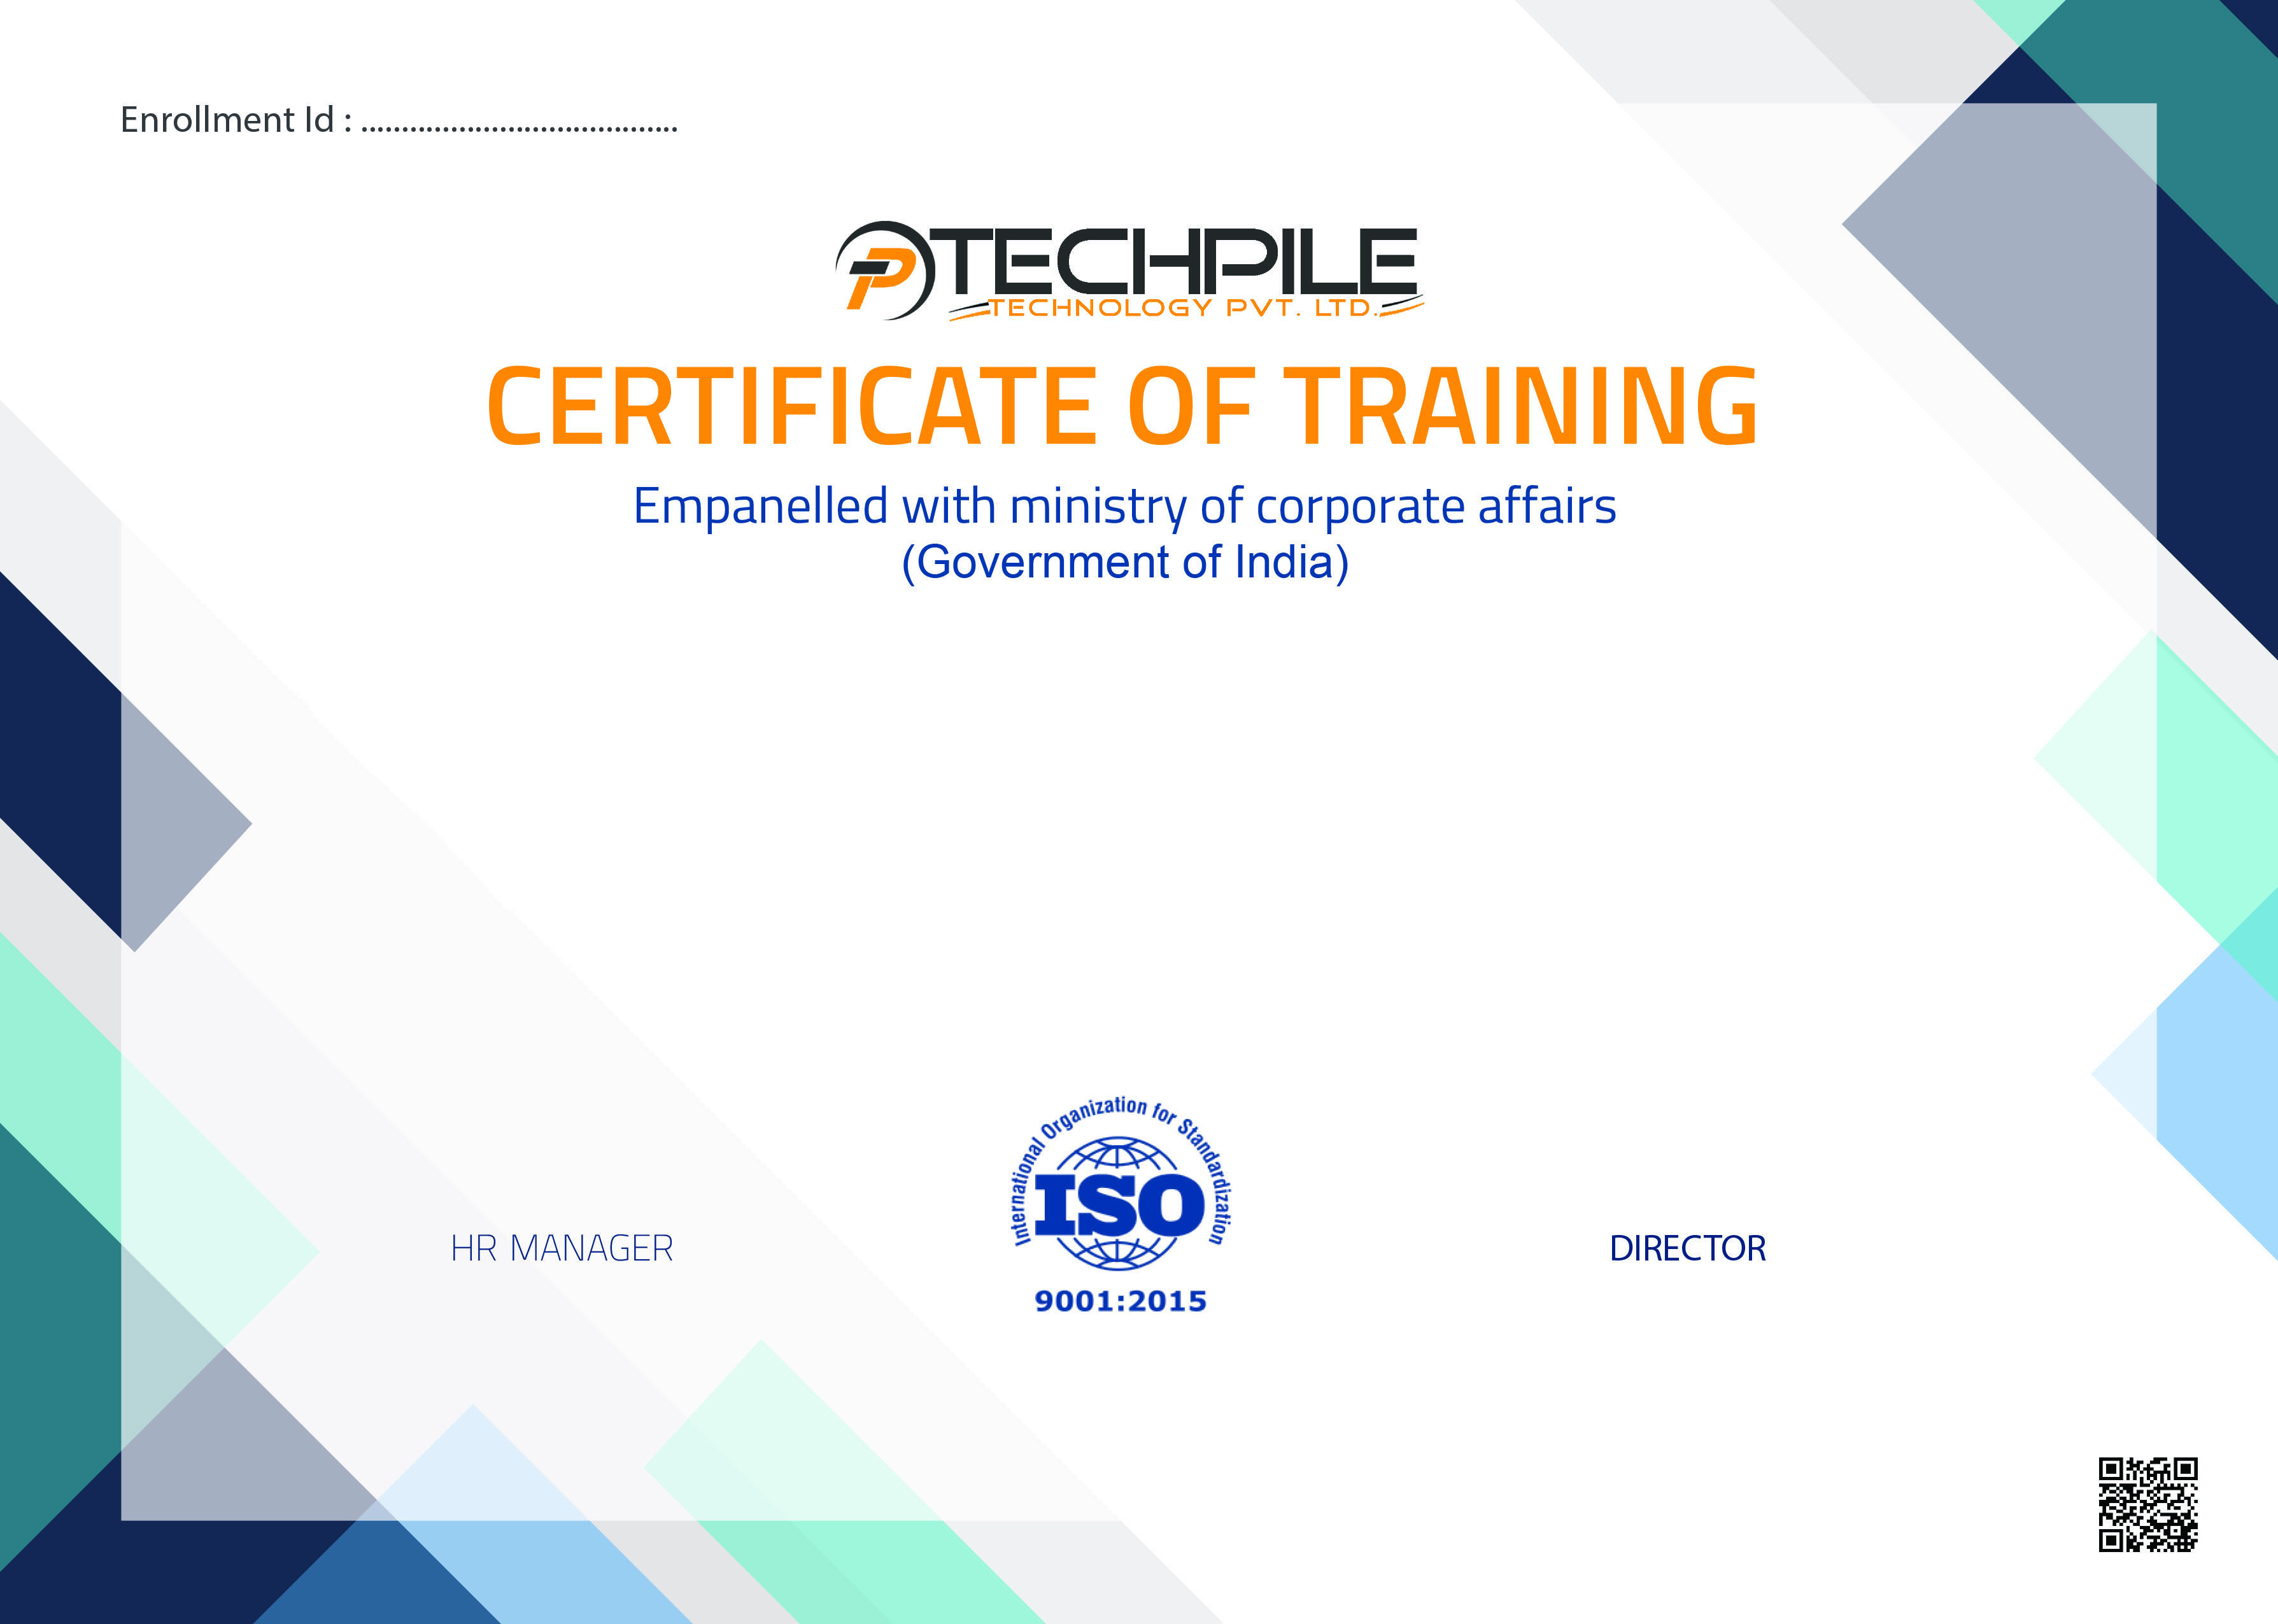 Enrollment Id : .......................................
TECHPILE
TECHNOLOGY PVT. LTD.
CERTIFICATE OF TRAINING
Empanelled with ministry of corporate affairs
(Government of India)
International Organization for Standardization
ISO
9001:2015
HR MANAGER
DIRECTOR